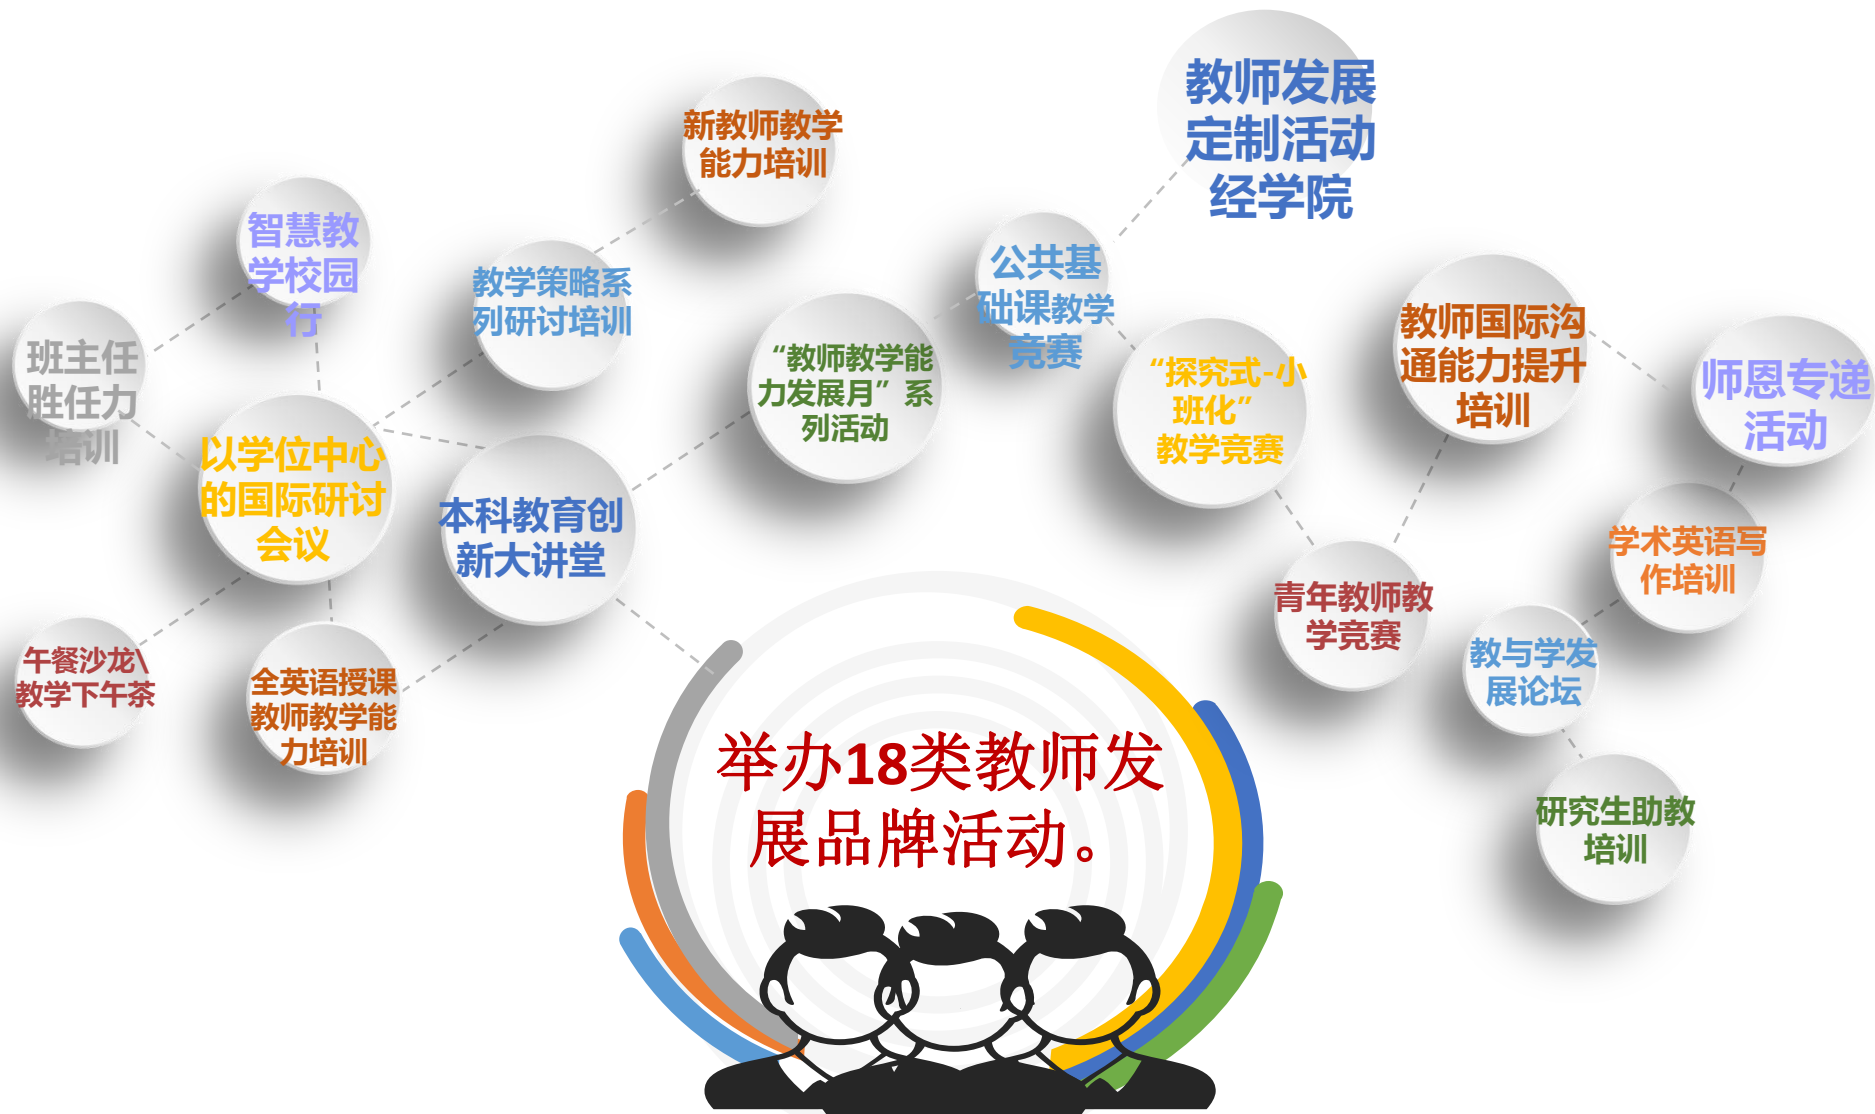 教师发展
定制活动
经学院
新教师教学
能力培训
智慧教
学校园
行
教学策略系
列研讨培训
公共基
础课教学
竞赛
班主任
胜任力
培训
“教师教学能
力发展月”系
列活动
“探究式-小
班化”
教学竞赛
教师国际沟
通能力提升
培训
师恩专递
活动
以学位中心
的国际研讨
会议
本科教育创
新大讲堂
学术英语写
作培训
青年教师教
学竞赛
教与学发
展论坛
午餐沙龙\
教学下午茶
全英语授课
教师教学能
力培训
研究生助教
培训
举办18类教师发
展品牌活动。